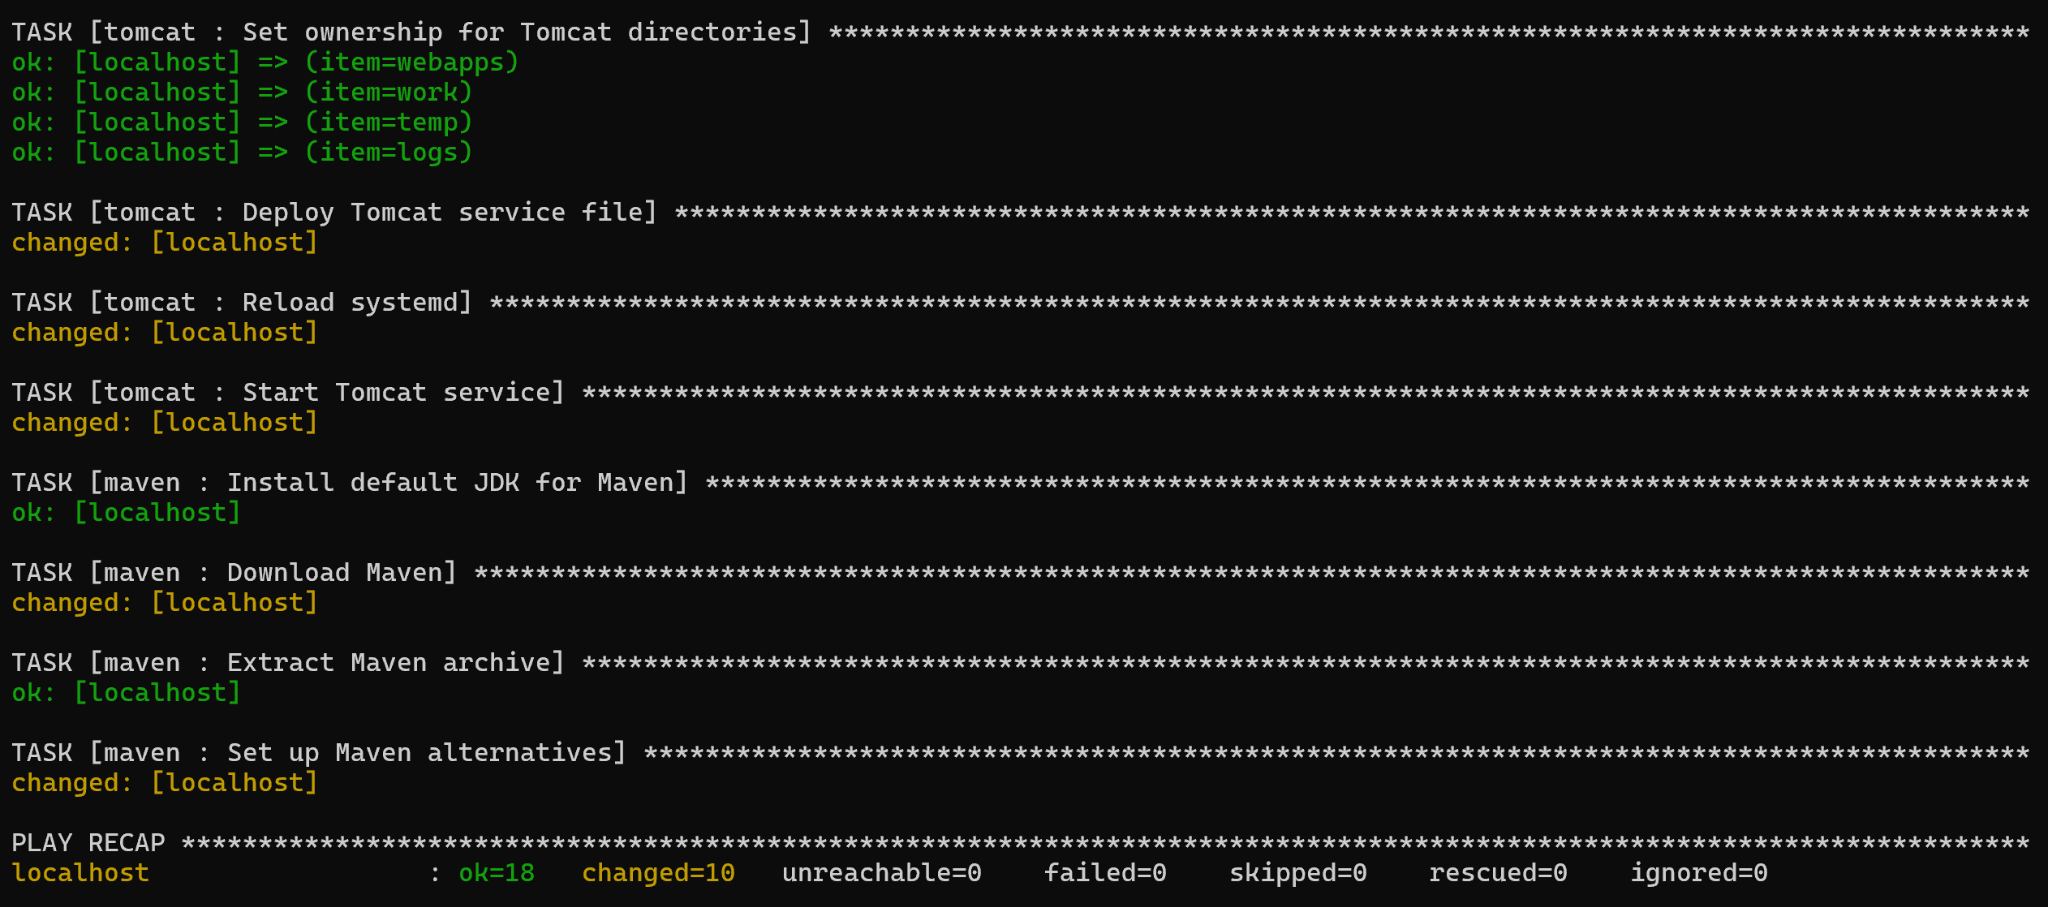 TASK [tomcat : Set ownership for Tomcat directories] ******************************************************************************
ok: [localhost] => (item=webapps)
ok: [localhost] => (item=work)
ok: [localhost] => (item=temp)
ok: [localhost] => (item=logs)
TASK [tomcat : Deploy Tomcat service file] ****************************************************************************************
changed: [localhost]
TASK [tomcat : Reload systemd] ****************************************************************************************************
changed: [localhost]
TASK [tomcat : Start Tomcat service] **********************************************************************************************
changed: [localhost]
TASK [maven : Install default JDK for Maven] **************************************************************************************
ok: [localhost]
TASK [maven : Download Maven] *****************************************************************************************************
changed: [localhost]
TASK [maven : Extract Maven archive] **********************************************************************************************
ok: [localhost]
TASK [maven : Set up Maven alternatives] ******************************************************************************************
changed: [localhost]
PLAY RECAP ************************************************************************************************************************
localhost                  : ok=18   changed=10   unreachable=0    failed=0    skipped=0    rescued=0    ignored=0